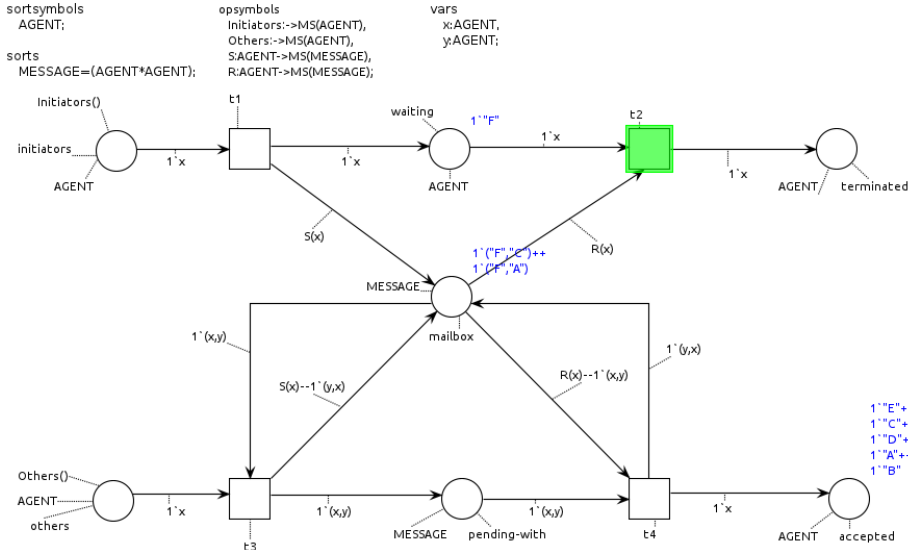 sortsymbols
AGENT;
sorts
MESSAGE=(AGENT*AGENT);
opsymbols
Initiators:->MS(AGENT),
Others:->MS(AGENT),
S:AGENT->MS(MESSAGE),
R:AGENT->MS(MESSAGE);
vars
x:AGENT,
y:AGENT;
Initiators()
initiators
AGENT
1`x
t1
1`x
waiting
1`"F"
AGENT
1`x
t2
1`x
AGENT
terminated
S(x)
R(x)
1`("F","C")++
1`("F","A")
MESSAGE
mailbox
1`(x,y)
S(x)--1`(y,x)
R(x)--1`(x,y)
1`(y,x)
1`"E"+
1`"C"+
1`"D"+
1`"A"+
1`"B"
Others()
AGENT
others
1`x
t3
1`(x,y)
MESSAGE
pending-with
1`(x,y)
t4
1`x
AGENT
accepted